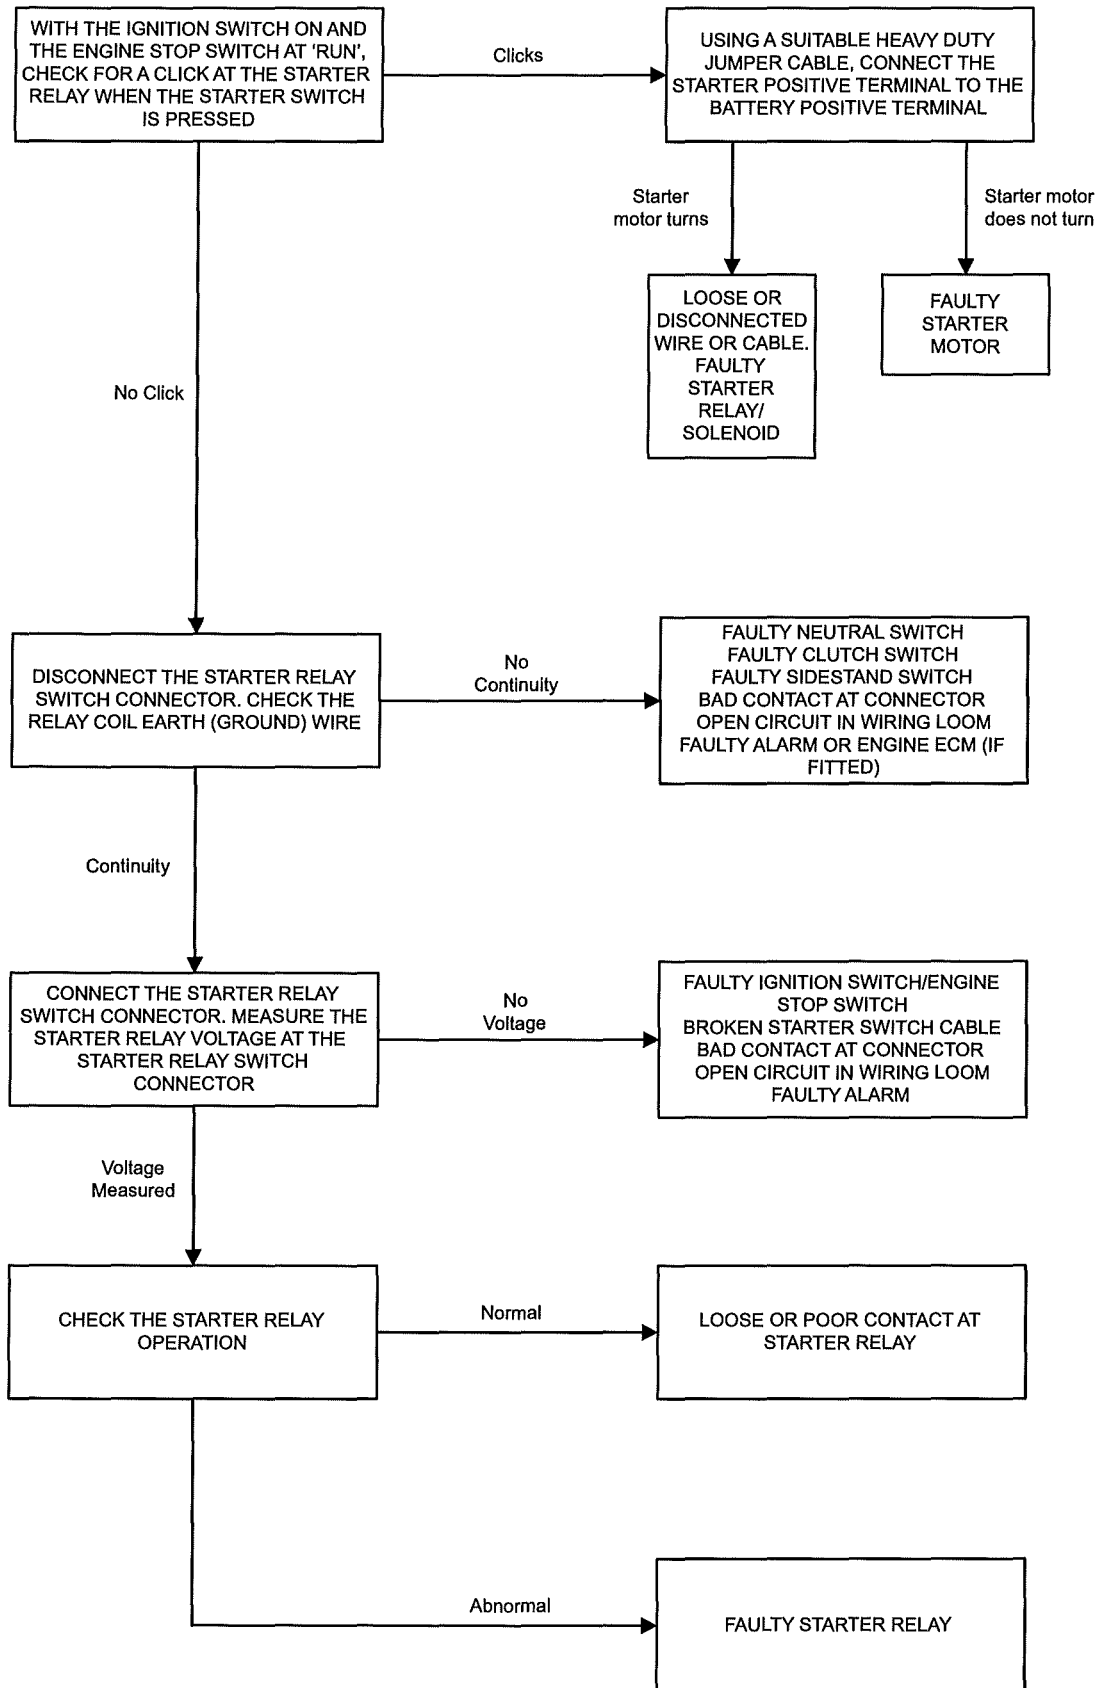 WITH THE IGNITION SWITCH ON AND
THE ENGINE STOP SWITCH AT 'RUN',
CHECK FOR A CLICK AT THE STARTER
RELAY WHEN THE STARTER SWITCH
IS PRESSED
Clicks
USING A SUITABLE HEAVY DUTY
JUMPER CABLE, CONNECT THE
STARTER POSITIVE TERMINAL TO THE
BATTERY POSITIVE TERMINAL
Starter
motor turns
Starter motor
does not turn
LOOSE OR
DISCONNECTED
WIRE OR CABLE.
FAULTY
STARTER
RELAY/
SOLENOID
FAULTY
STARTER
MOTOR
No Click
DISCONNECT THE STARTER RELAY
SWITCH CONNECTOR. CHECK THE
RELAY COIL EARTH (GROUND) WIRE
No
Continuity
FAULTY NEUTRAL SWITCH
FAULTY CLUTCH SWITCH
FAULTY SIDESTAND SWITCH
BAD CONTACT AT CONNECTOR
OPEN CIRCUIT IN WIRING LOOM
FAULTY ALARM OR ENGINE ECM (IF
FITTED)
Continuity
CONNECT THE STARTER RELAY
SWITCH CONNECTOR. MEASURE THE
STARTER RELAY VOLTAGE AT THE
STARTER RELAY SWITCH
CONNECTOR
No
Voltage
FAULTY IGNITION SWITCH/ENGINE
STOP SWITCH
BROKEN STARTER SWITCH CABLE
BAD CONTACT AT CONNECTOR
OPEN CIRCUIT IN WIRING LOOM
FAULTY ALARM
Voltage
Measured
CHECK THE STARTER RELAY
OPERATION
Normal
LOOSE OR POOR CONTACT AT
STARTER RELAY
Abnormal
FAULTY STARTER RELAY